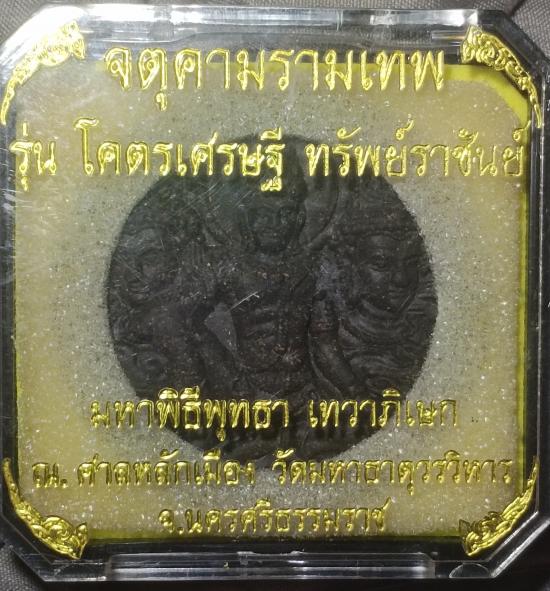 จตุคามรามเทพ
รุ่น โคตรเศรษฐี ทรัพย์ราชันย์
มหาพิธีพุทธา เทวาภิเษก
ณ. ศาลหลักเมือง วัดมหาธาตุวรวิหาร
จ.นครศรีธรรมราช